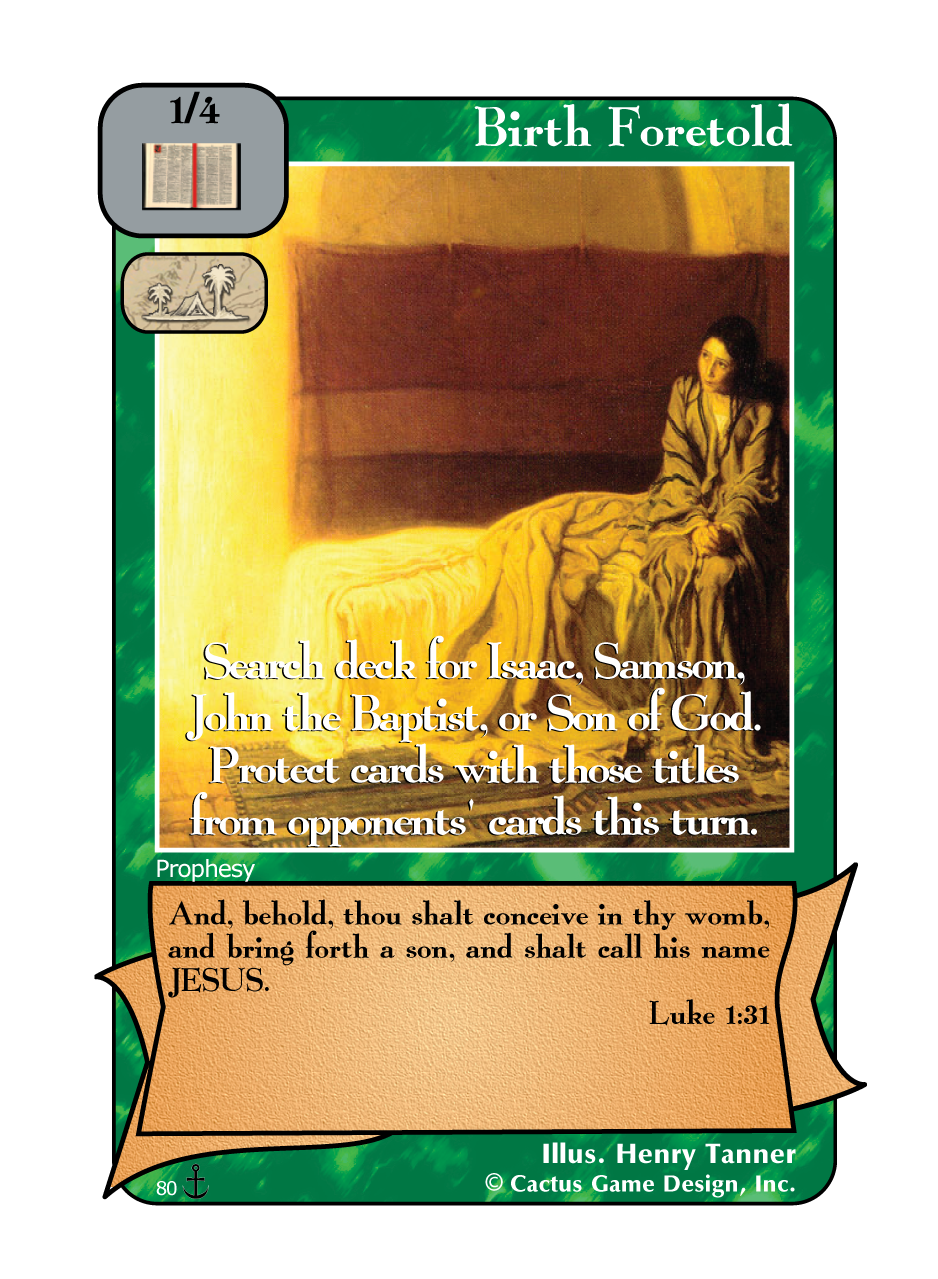 1/4
Birth Foretold
Search deck for Isaac, Samson,
John the Baptist, or Son of God.
Protect cards with those titles
from opponents' cards this turn.
Prophesy
And, behold, thou shalt conceive in thy womb,
and bring forth a son, and shalt call his name
JESUS.
Luke 1:31
Illus. Henry Tanner
80
© Cactus Game Design, Inc.